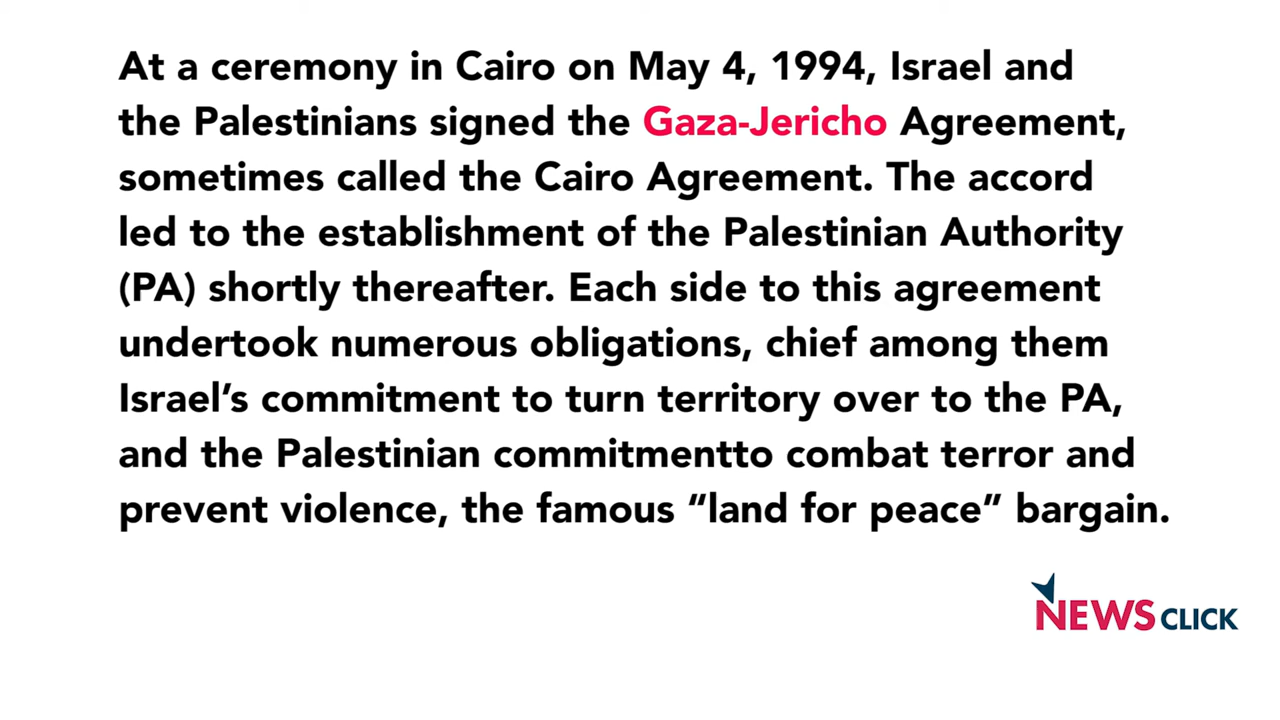 At a ceremony in Cairo on May 4, 1994, Israel and
the Palestinians signed the Gaza-Jericho Agreement,
sometimes called the Cairo Agreement. The accord
led to the establishment of the Palestinian Authority
(PA) shortly thereafter. Each side to this agreement
undertook numerous obligations, chief among them
Israel’s commitment to turn territory over to the PA,
and the Palestinian commitmentto combat terror and
prevent violence, the famous “land for peace” bargain.
NEWSCLICK